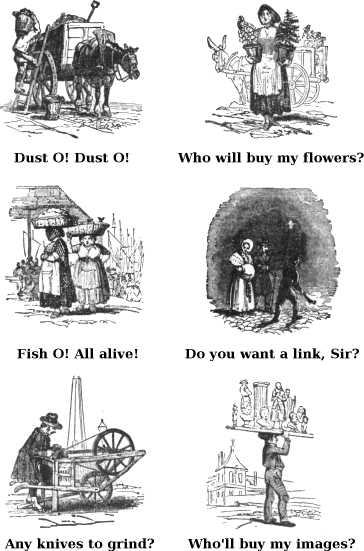 Dust O! Dust O!
Who will buy my flowers?
Fish O! All alive!
Do you want a link, Sir?
Any knives to grind?
Who'll buy my images?